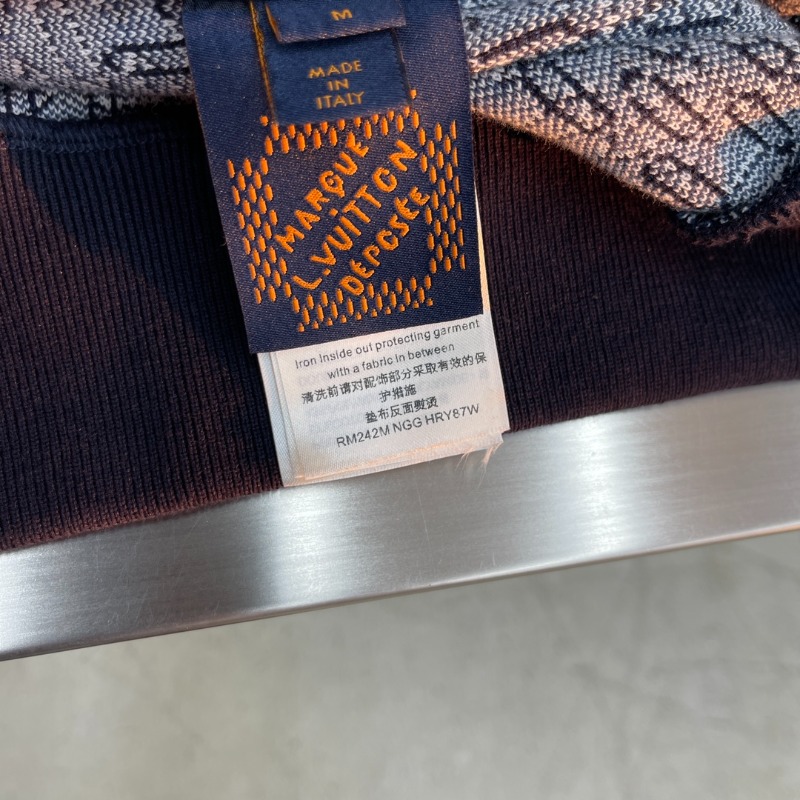 M
MADE
IN
ITALY
MARQUE
L.VUITTON
DÉPOSÉE
Iron Inside out protecting garment
with a fabric in between
清洗前请对配饰部分采取有效的保
护措施
垫布反面熨烫
RM242M NGG HRY87W